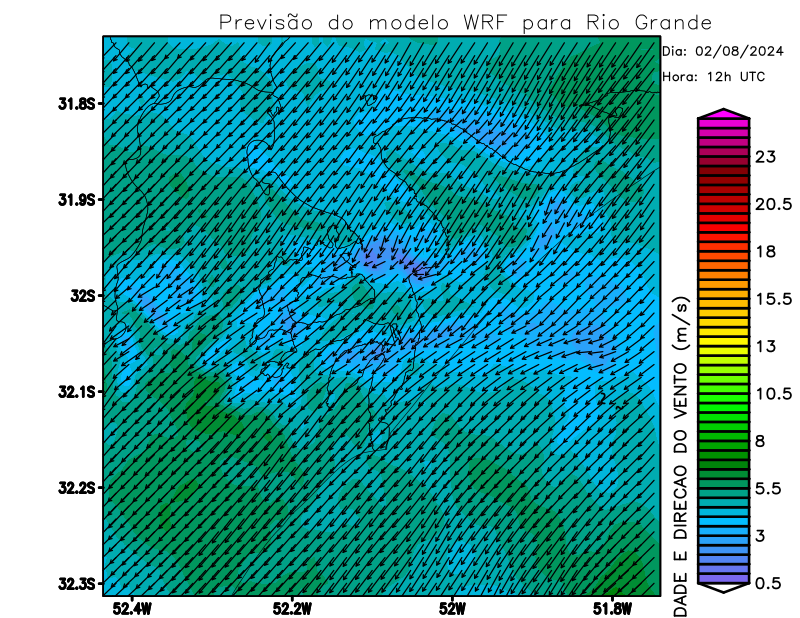 Previsão do modelo WRF para Rio Grande
Dia: 02/08/2024
Hora: 12h UTC
31.8S
31.9S
32S
32.1S
32.2S
32.3S
52.4W
52.2W
52W
51.8W
23
20.5
18
15.5
13
10.5
8
5.5
3
0.5
DADE E DIRECAO DO VENTO (m/s)